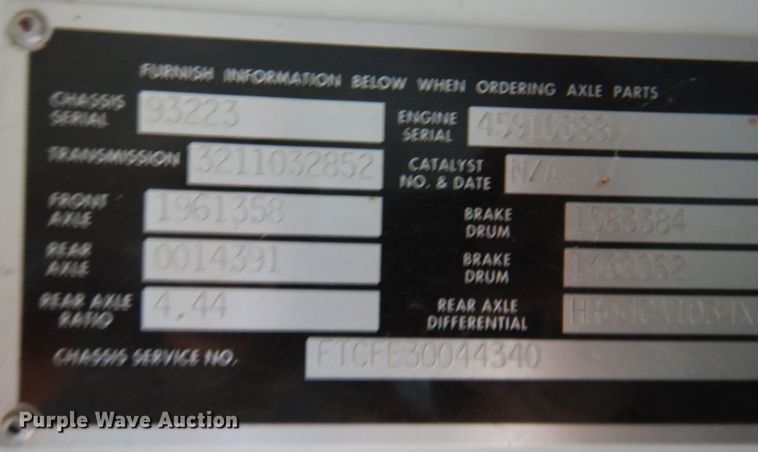 FURNISH INFORMATION BELOW WHEN ORDERING AXLE PARTS
CHASSIS SERIAL 93223 ENGINE SERIAL
TRANSMISSION 3211032852 CATALYST NO. & DATE N/A
FRONT AXLE 1961358 BRAKE DRUM 1583384
REAR AXLE 0014391 BRAKE DRUM
REAR AXLE RATIO 4.44 REAR AXLE DIFFERENTIAL
CHASSIS SERVICE NO. FTCFE30044340
Purple Wave Auction